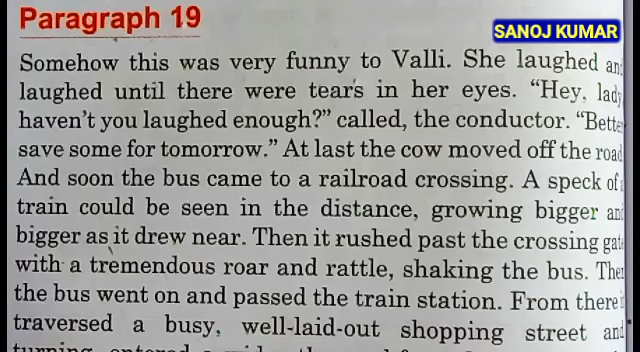 Paragraph 19
SANOJ KUMAR
Somehow this was very funny to Valli. She laughed and
laughed until there were tears in her eyes. “Hey, lady,
haven’t you laughed enough?” called, the conductor. “Bette
save some for tomorrow.” At last the cow moved off the road
And soon the bus came to a railroad crossing. A speck of a
train could be seen in the distance, growing bigger and
bigger as it drew near. Then it rushed past the crossing gate
with a tremendous roar and rattle, shaking the bus. Then
the bus went on and passed the train station. From there i
traversed a busy, well-laid-out shopping street and
turning entered a